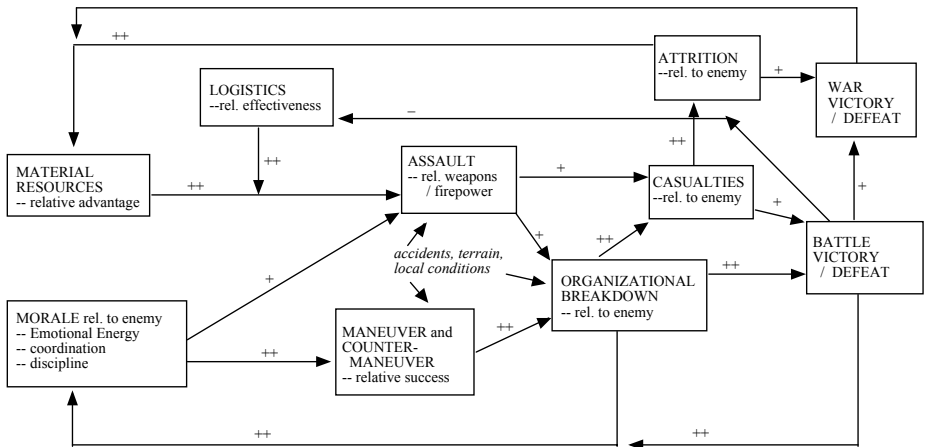 ++
ATTRITION
--rel. to enemy
+
WAR
VICTORY
/ DEFEAT
LOGISTICS
--rel. effectiveness
–
++
++
MATERIAL
RESOURCES
-- relative advantage
++
ASSAULT
-- rel. weapons
/ firepower
+
CASUALTIES
--rel. to enemy
+
+
BATTLE
VICTORY
/ DEFEAT
+
accidents, terrain,
local conditions
+
++
ORGANIZATIONAL
BREAKDOWN
-- rel. to enemy
++
MORALE rel. to enemy
-- Emotional Energy
-- coordination
-- discipline
++
MANEUVER and
COUNTER-
MANEUVER
-- relative success
++
++
++